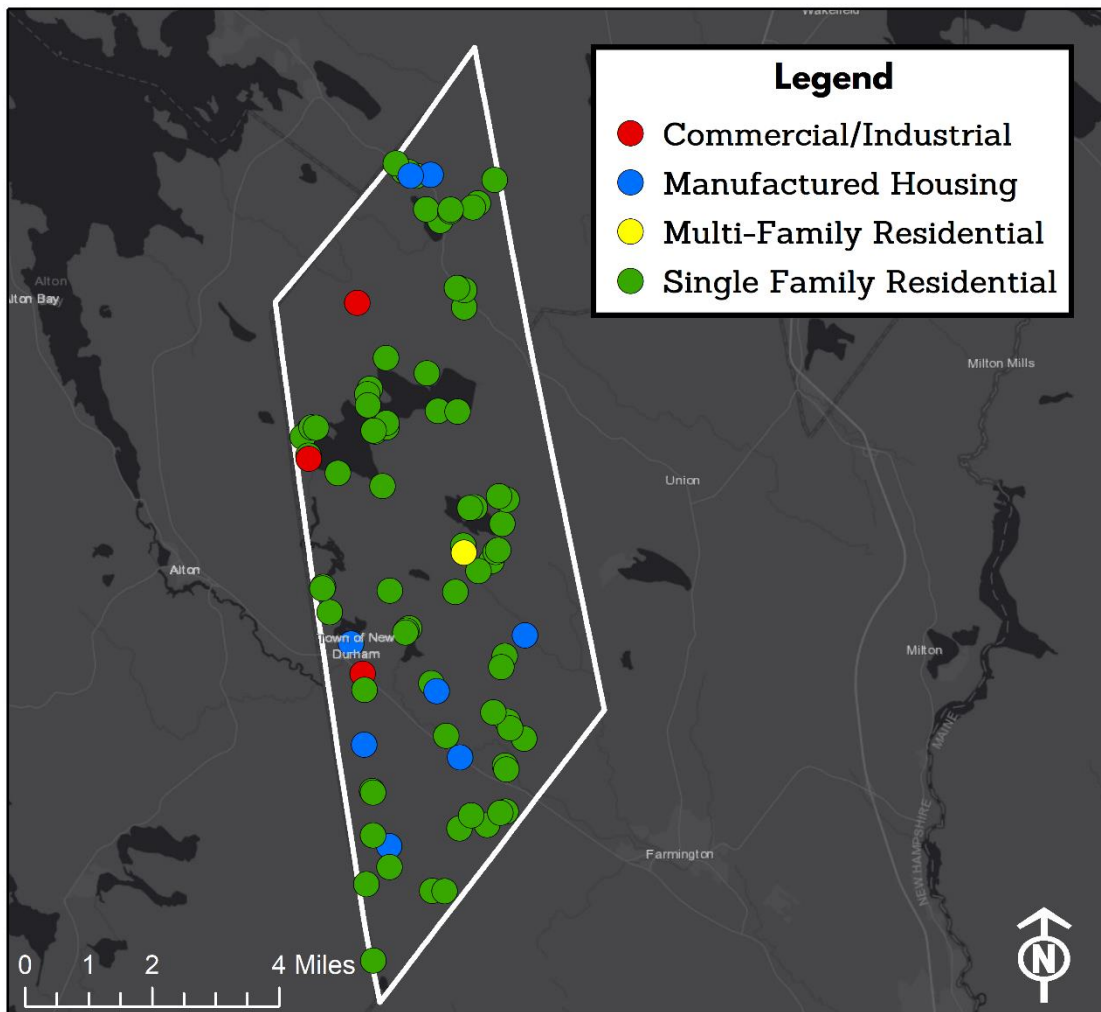 Wakefield
Legend
Commercial/Industrial
Manufactured Housing
Multi-Family Residential
Single Family Residential
Alton
Alton Bay
Milton Mills
Union
Alton
Town of New
Durham
Milton
MAINE
NEW HAMPSHIRE
Farmington
0 1 2 4 Miles
N